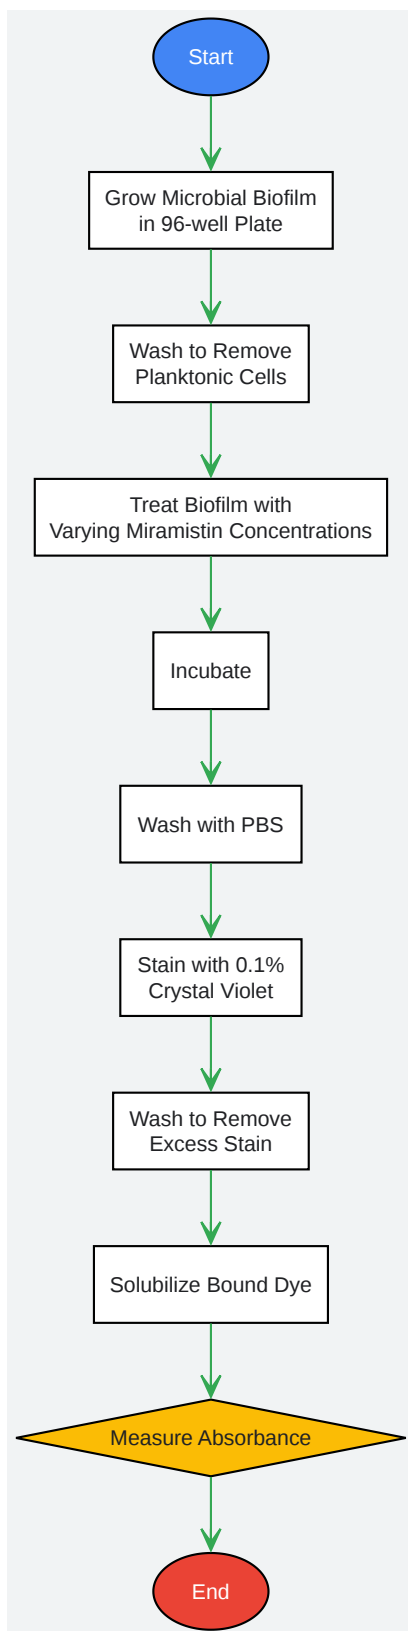 Start
Grow Microbial Biofilm
in 96-well Plate
Wash to Remove
Planktonic Cells
Treat Biofilm with
Varying Miramistin Concentrations
Incubate
Wash with PBS
Stain with 0.1%
Crystal Violet
Wash to Remove
Excess Stain
Solubilize Bound Dye
Measure Absorbance
End